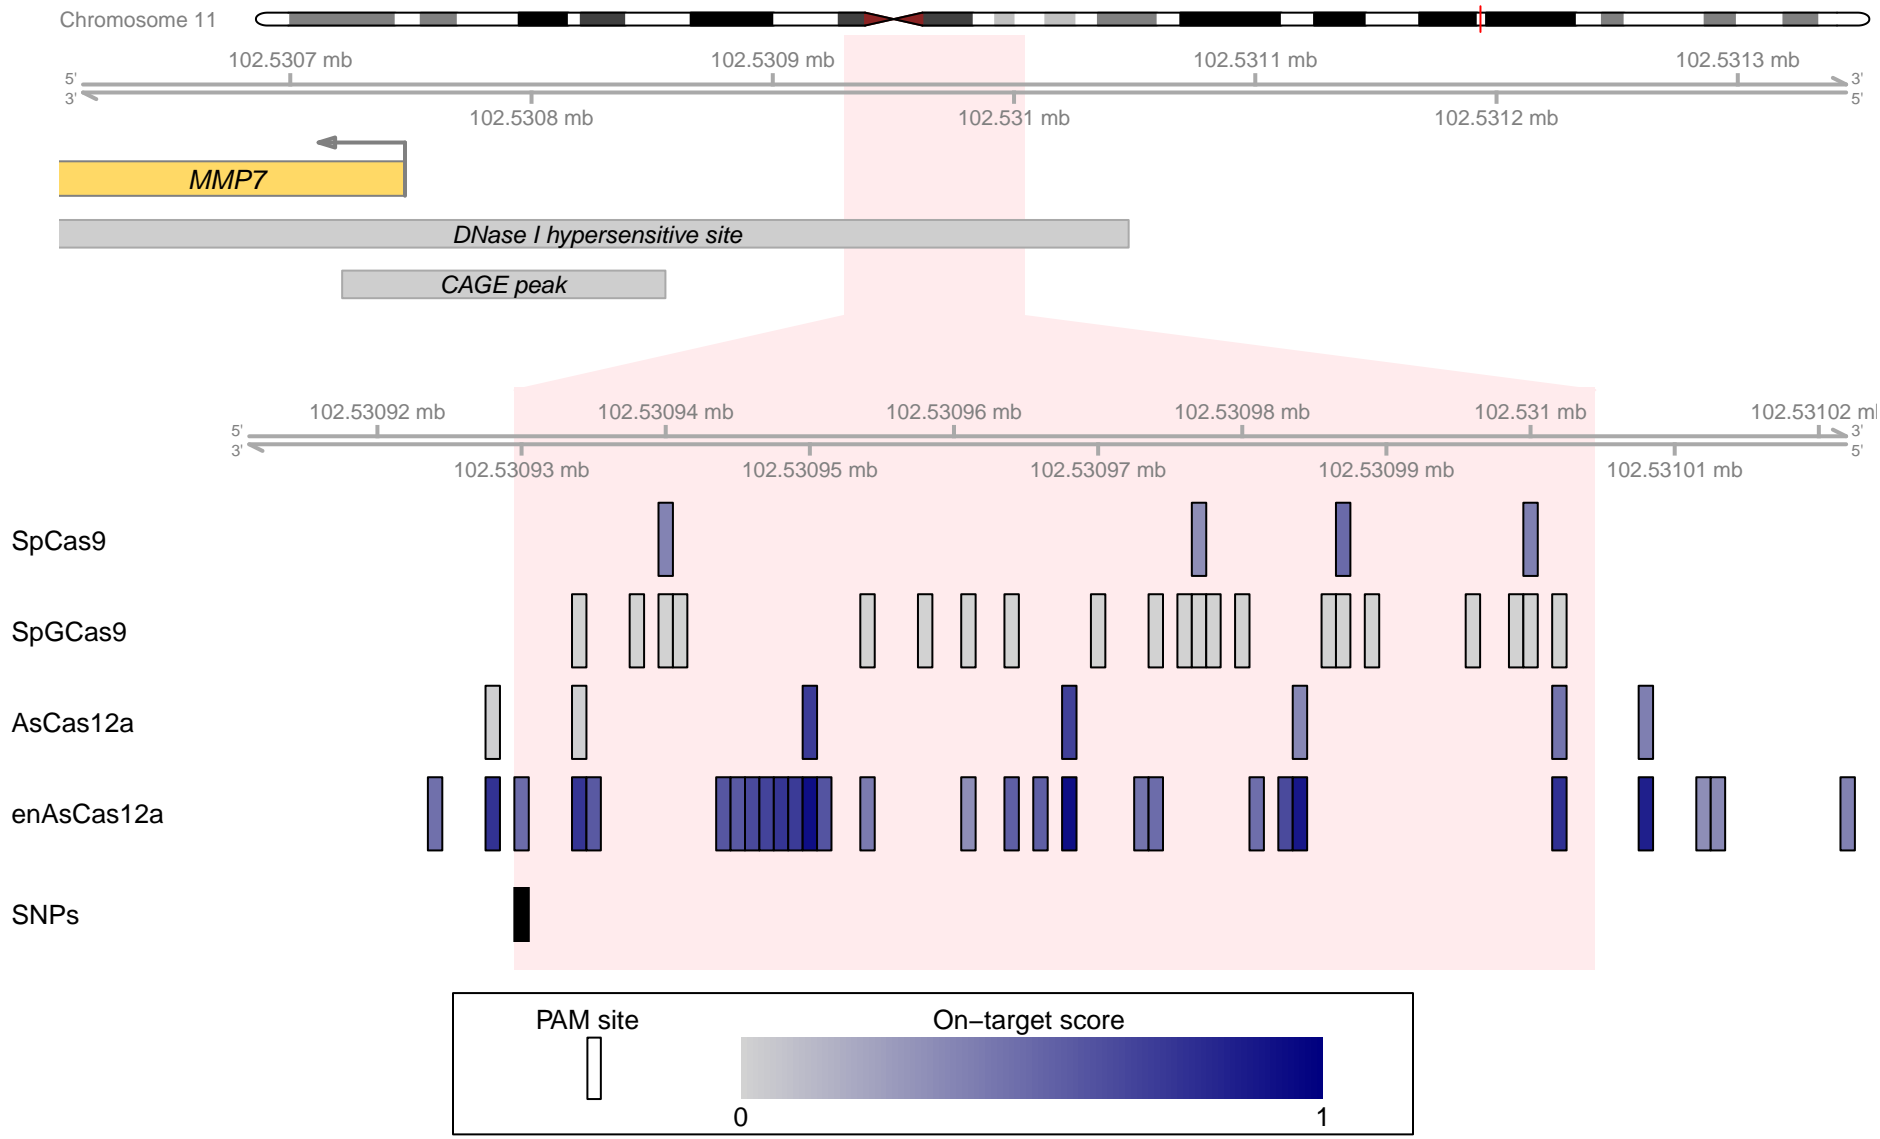 Chromosome 11
102.5307 mb 102.5309 mb 102.5311 mb 102.5313 mb
5' 3'
3' 5'
102.5308 mb 102.531 mb 102.5312 mb
MMP7
DNase I hypersensitive site
CAGE peak
102.53092 mb 102.53094 mb 102.53096 mb 102.53098 mb 102.531 mb 102.53102 m
5' 3'
3' 5'
102.53093 mb 102.53095 mb 102.53097 mb 102.53099 mb 102.53101 mb
SpCas9
SpGCas9
AsCas12a
enAsCas12a
SNPs
PAM site On−target score
0 1